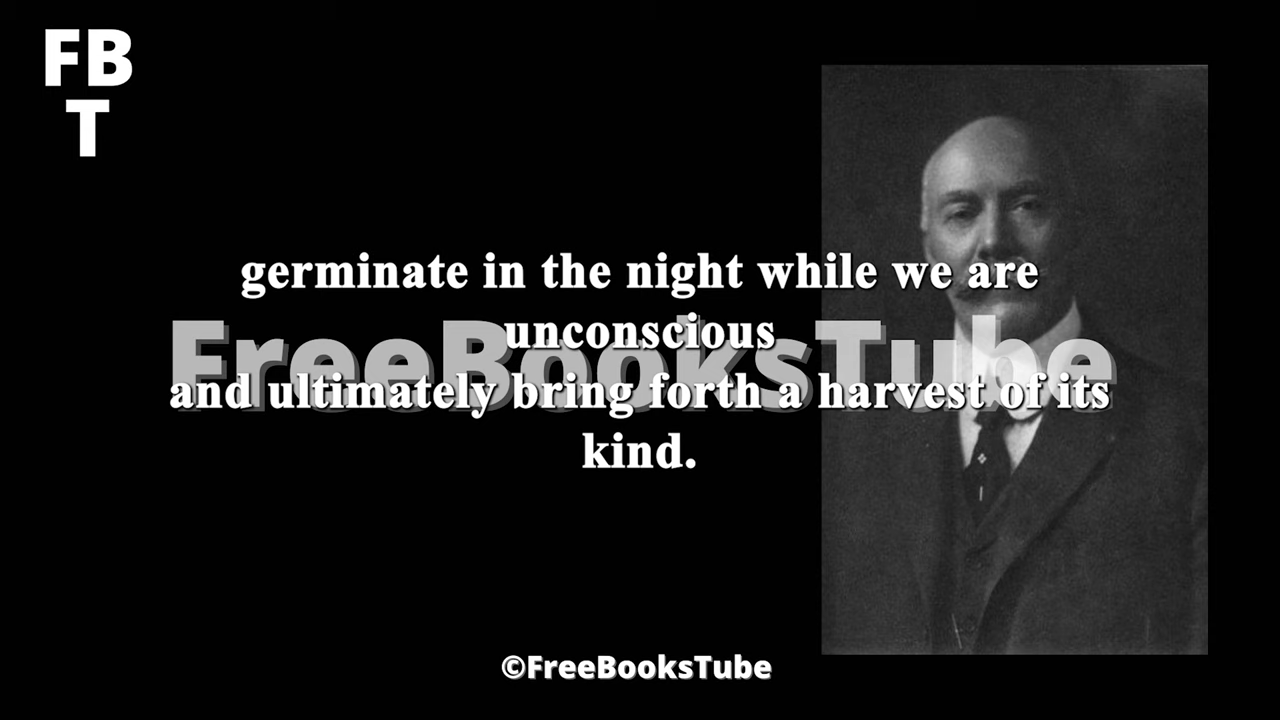 FB
T
germinate in the night while we are
unconscious
FreeBooksTube
and ultimately bring forth a harvest of its
kind.
©FreeBooksTube